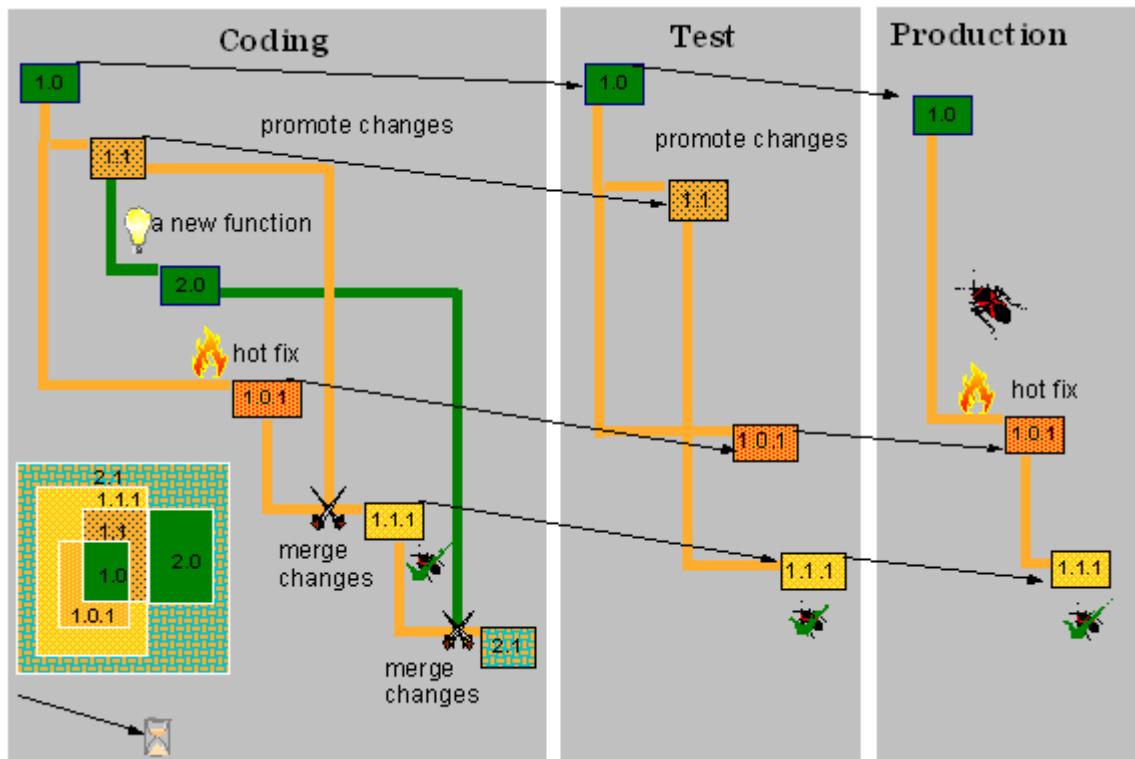 Coding
1.0
promote changes
1.1
a new function
2.0
hot fix
1.0.1
2.1
1.1.1
1.1
1.0
2.0
1.0.1
merge
changes
1.1.1
merge
changes
2.1
Test
1.0
promote changes
1.1
1.0.1
1.1.1
Production
1.0
hot fix
1.0.1
1.1.1